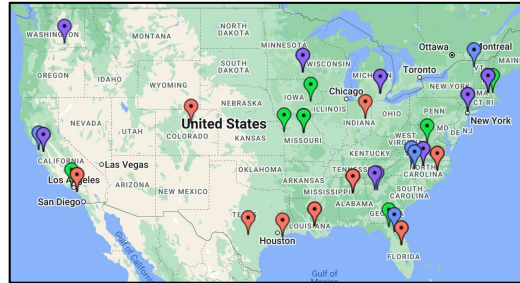 NORTH
DAKOTA
WASHINGTON
MONTANA
MINNESOTA
Ottawa
Montreal
MAINE
SOUTH
DAKOTA
WISCONSIN
OREGON
IDAHO
WYOMING
MICHIGAN
Toronto
NEW YORK
IOWA
Chicago
NEBRASKA
ILLINOIS
INDIANA
OHIO
PENN
CT RI
New York
NEVADA
UTAH
COLORADO
United States
KANSAS
MISSOURI
WEST
VIRGINIA
MD
DE
NJ
KENTUCKY
CALIFORNIA
Las Vegas
Los Angeles
San Diego
ARIZONA
NEW MEXICO
OKLAHOMA
ARKANSAS
TENNESSEE
CAROLINA
SOUTH
CAROLINA
MISSISSIPPI
ALABAMA
GEORGIA
TEXAS
LOUISIANA
Houston
FLORIDA
Gulf of
California
Gulf of
Mexico